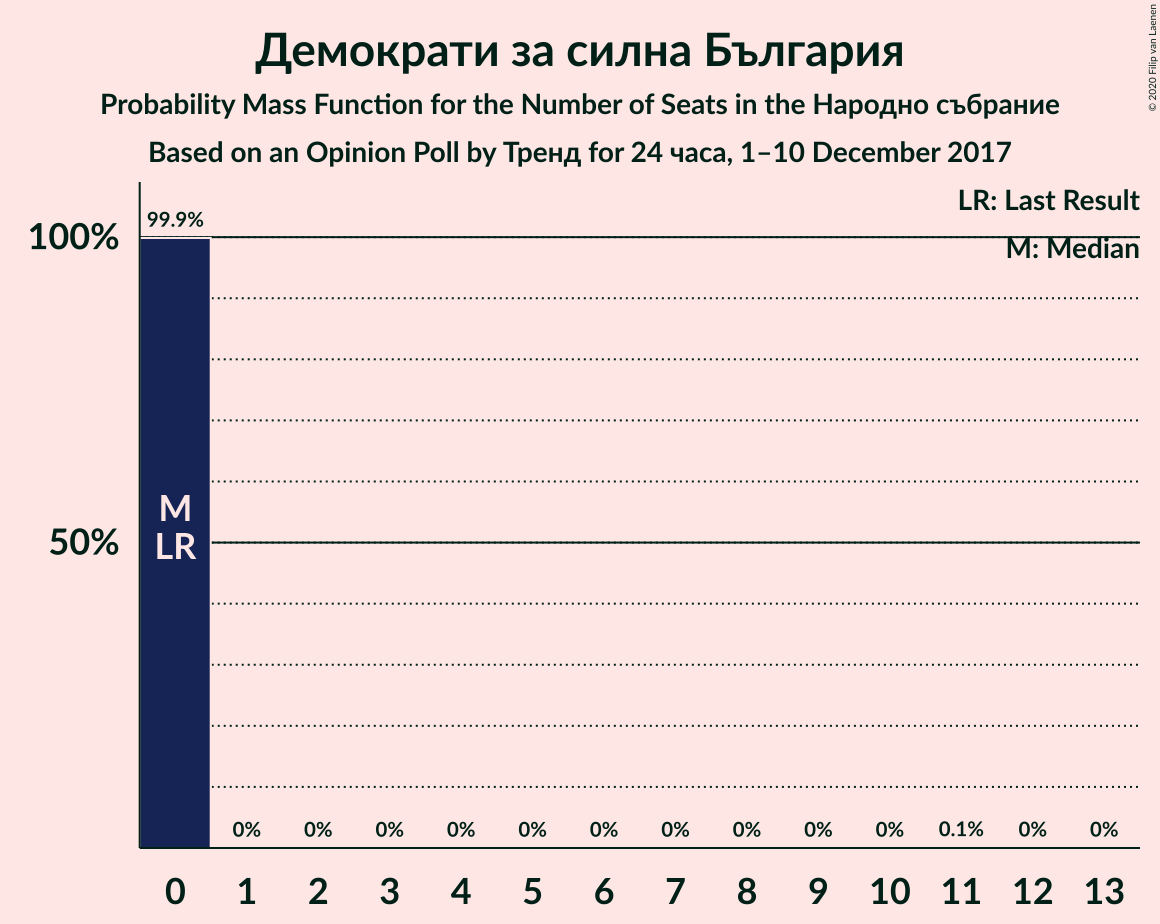 Демократи за силна България
Probability Mass Function for the Number of Seats in the Народно събрание
Based on an Opinion Poll by Тренд for 24 часа, 1–10 December 2017
© 2020 Filip van Laenen
LR: Last Result
M: Median
100%
50%
99.9%
M
LR
0% 0% 0% 0% 0% 0% 0% 0% 0% 0% 0.1% 0% 0%
0 1 2 3 4 5 6 7 8 9 10 11 12 13